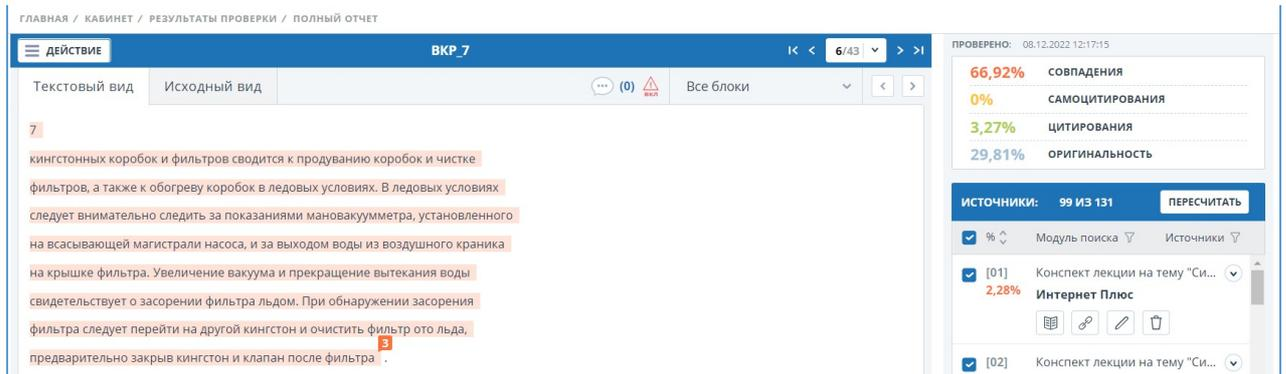 ГЛАВНАЯ / КАБИНЕТ / РЕЗУЛЬТАТЫ ПРОВЕРКИ / ПОЛНЫЙ ОТЧЕТ
ДЕЙСТВИЕ
ВКР_7
6/43
Текстовый вид
Исходный вид
(0)
ВКЛ
Все блоки
7
кингстонных коробок и фильтров сводится к продуванию коробок и чистке
фильтров, а также к обогреву коробок в ледовых условиях. В ледовых условиях
следует внимательно следить за показаниями мановакуумметра, установленного
на всасывающей магистрали насоса, и за выходом воды из воздушного краника
на крышке фильтра. Увеличение вакуума и прекращение вытекания воды
свидетельствует о засорении фильтра льдом. При обнаружении засорения
фильтра следует перейти на другой кингстон и очистить фильтр ото льда,
3
предварительно закрыв кингстон и клапан после фильтра .
ПРОВЕРЕНО: 08.12.2022 12:17:15
66,92% СОВПАДЕНИЯ
0% САМОЦИТИРОВАНИЯ
3,27% ЦИТИРОВАНИЯ
29,81% ОРИГИНАЛЬНОСТЬ
ИСТОЧНИКИ: 99 ИЗ 131 ПЕРЕСЧИТАТЬ
% Модуль поиска Источники
[01] Конспект лекции на тему "Си...
2,28% Интернет Плюс
[02] Конспект лекции на тему "Си...